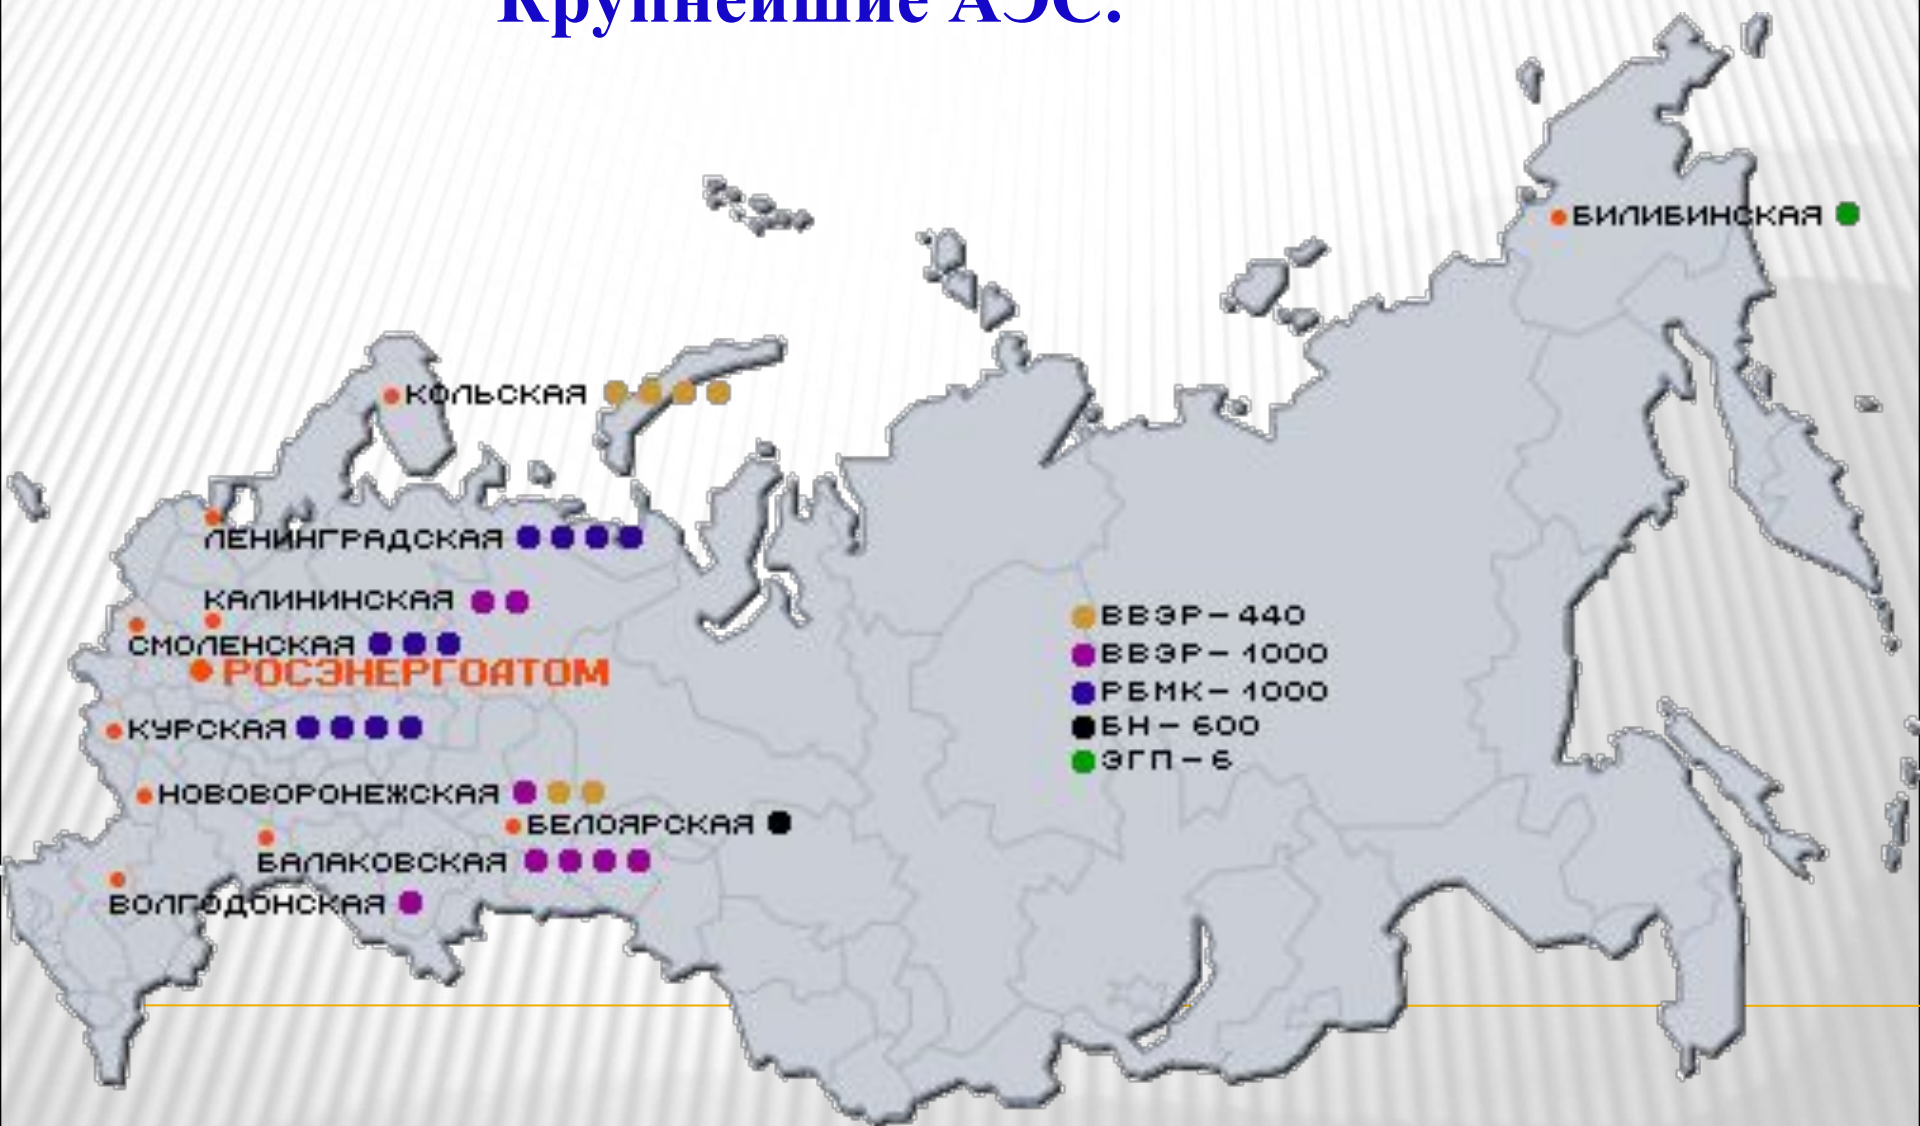 Крупнейшие АЭС.
БИЛИБИНСКАЯ
КОЛЬСКАЯ
ЛЕНИНГРАДСКАЯ
КАЛИНИНСКАЯ
СМОЛЕНСКАЯ
РОСЭНЕРГОАТОМ
КУРСКАЯ
НОВОВОРОНЕЖСКАЯ
БЕЛОЯРСКАЯ
БАЛАКОВСКАЯ
ВОЛГОДОНСКАЯ
ВВЭР-440
ВВЭР-1000
РБМК-1000
БН-600
ЭГП-6